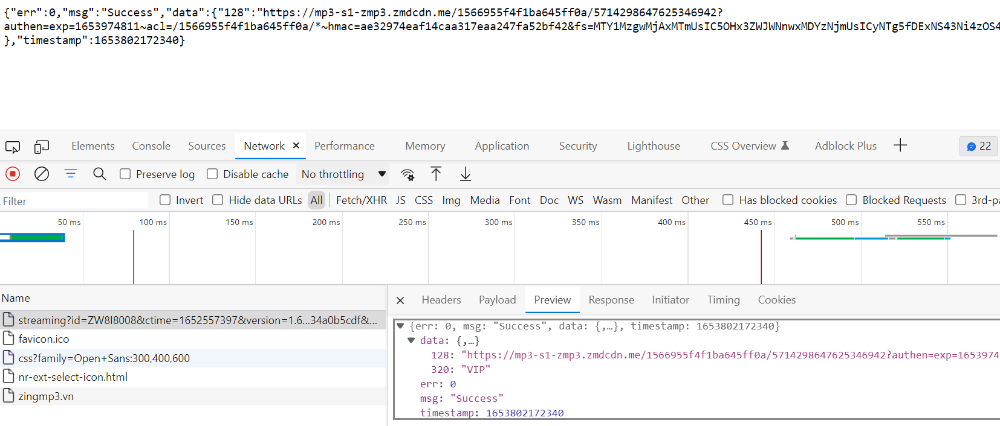 {"err":0,"msg":"Success","data":{"128":"https://mp3-s1-zmp3.zmdcdn.me/1566955f4f1ba645ff0a/5714298647625346942?
authen=exp=1653974811~acl=/1566955f4f1ba645ff0a/*~hmac=ae32974eaf14caa317eaa247fa52bf42&fs=MTY1MzgwMjAxMTmUsIC5OHx3ZWJWNnwxMDYzNjmUsICyNTg5fDExNS43Ni4zOS4
},"timestamp":1653802172340}
Elements Console Sources Network × Performance Memory Application Security Lighthouse CSS Overview Adblock Plus + 22
Preserve log Disable cache No throttling
Filter Invert Hide data URLs All Fetch/XHR JS CSS Img Media Font Doc WS Wasm Manifest Other Has blocked cookies Blocked Requests 3rd-pa
50 ms 100 ms 150 ms 200 ms 250 ms 300 ms 350 ms 400 ms 450 ms 500 ms 550 ms
Name
streaming?id=ZW8I8008&ctime=1652557397&version=1.6...34a0b5cdf&...
favicon.ico
css?family=Open+Sans:300,400,600
nr-ext-select-icon.html
zingmp3.vn
× Headers Payload Preview Response Initiator Timing Cookies
{err: 0, msg: "Success", data: {,…}, timestamp: 1653802172340}
data: {,…}
128: "https://mp3-s1-zmp3.zmdcdn.me/1566955f4f1ba645ff0a/5714298647625346942?authen=exp=1653974
320: "VIP"
err: 0
msg: "Success"
timestamp: 1653802172340